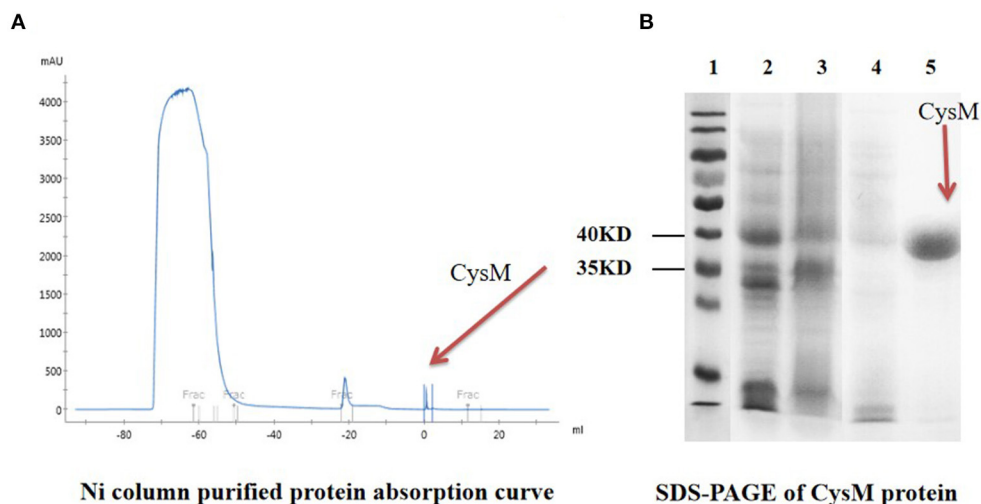 A
B
mAU
4000
3500
3000
2500
2000
1500
1000
500
0
Frac Frac Frac Frac
-80 -60 -40 -20 0 20
ml
CysM
Ni column purified protein absorption curve
1 2 3 4 5
CysM
40KD
35KD
SDS-PAGE of CysM protein